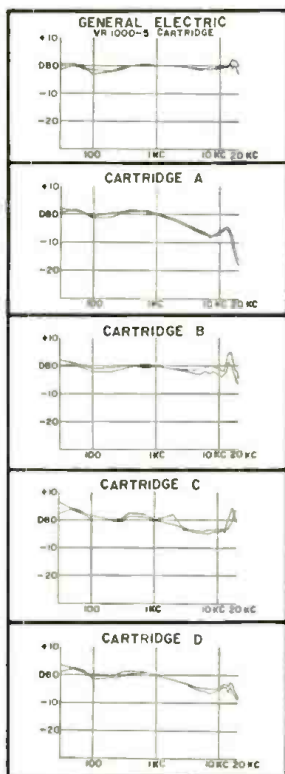 GENERAL ELECTRIC
VR 1000-5 CARTRIDGE
+10
DB0
-10
-20
100 1KC 10KC 20KC
CARTRIDGE A
+10
DB0
-10
-20
100 1KC 10KC 20KC
CARTRIDGE B
+10
DB0
-10
-20
100 1KC 10KC 20KC
CARTRIDGE C
+10
DB0
-10
-20
100 1KC 10KC 20KC
CARTRIDGE D
+10
DB0
-10
-20
100 1KC 10KC 20KC